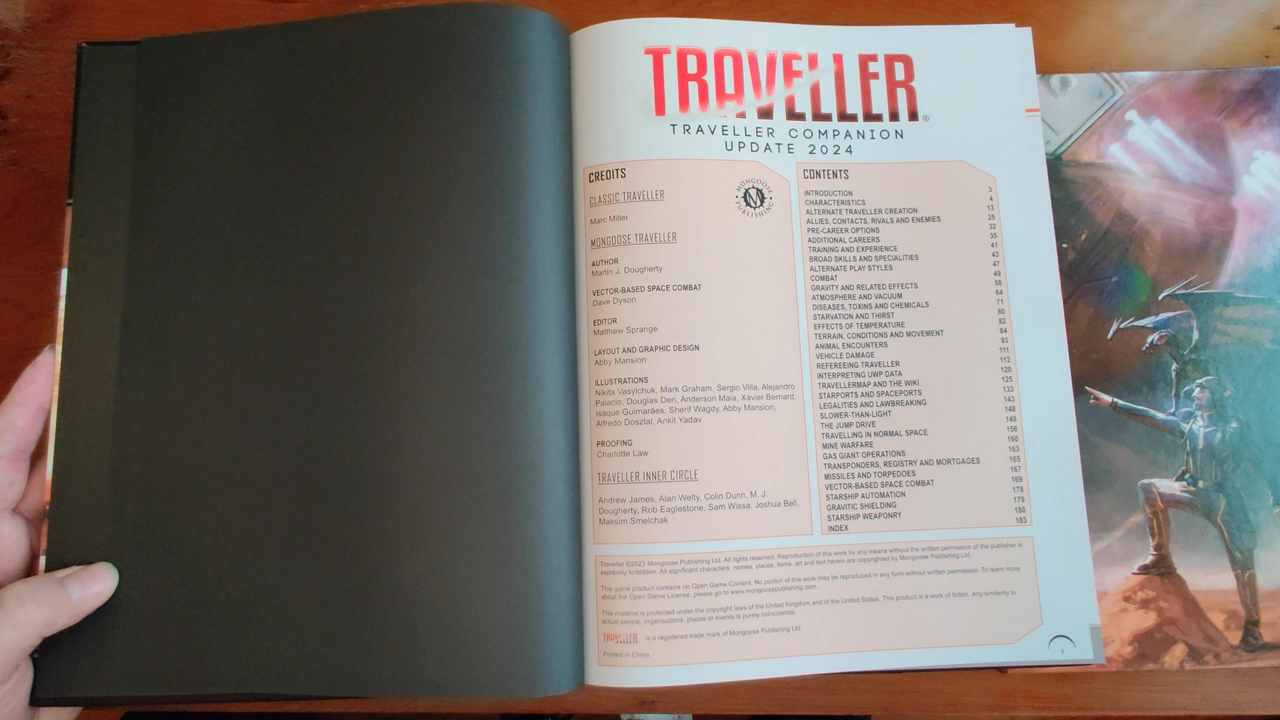 TRAVELLER®
TRAVELLER COMPANION
UPDATE 2024
CREDITS
MONGOOSE PUBLISHING
CLASSIC TRAVELLER
Marc Miller
MONGOOSE TRAVELLER
AUTHOR
Martin J. Dougherty
VECTOR-BASED SPACE COMBAT
Dave Dyson
EDITOR
Matthew Sprange
LAYOUT AND GRAPHIC DESIGN
Abby Mansion
ILLUSTRATIONS
Nikita Vasylchuk, Mark Graham, Sergio Villa, Alejandro
Palacio, Douglas Deri, Anderson Maia, Xavier Bernard,
Isaque Guimarães, Sherif Wagdy, Abby Mansion,
Alfredo Dosztal, Ankit Yadav
PROOFING
Charlotte Law
TRAVELLER INNER CIRCLE
Andrew James, Alan Welty, Colin Dunn, M. J.
Dougherty, Rob Eaglestone, Sam Wissa, Joshua Bell,
Maksim Smelchak
CONTENTS
INTRODUCTION 3
CHARACTERISTICS 4
ALTERNATE TRAVELLER CREATION 13
ALLIES, CONTACTS, RIVALS AND ENEMIES 25
PRE-CAREER OPTIONS 32
ADDITIONAL CAREERS 35
TRAINING AND EXPERIENCE 41
BROAD SKILLS AND SPECIALITIES 43
ALTERNATE PLAY STYLES 47
COMBAT 49
GRAVITY AND RELATED EFFECTS 58
ATMOSPHERE AND VACUUM 64
DISEASES, TOXINS AND CHEMICALS 71
STARVATION AND THIRST 80
EFFECTS OF TEMPERATURE 82
TERRAIN, CONDITIONS AND MOVEMENT 84
ANIMAL ENCOUNTERS 93
VEHICLE DAMAGE 111
REFEREEING TRAVELLER 112
INTERPRETING UWP DATA 120
TRAVELLERMAP AND THE WIKI 125
STARPORTS AND SPACEPORTS 133
LEGALITIES AND LAWBREAKING 143
SLOWER-THAN-LIGHT 148
THE JUMP DRIVE 149
TRAVELLING IN NORMAL SPACE 156
MINE WARFARE 160
GAS GIANT OPERATIONS 163
TRANSPONDERS, REGISTRY AND MORTGAGES 165
MISSILES AND TORPEDOES 167
VECTOR-BASED SPACE COMBAT 169
STARSHIP AUTOMATION 178
GRAVITIC SHIELDING 179
STARSHIP WEAPONRY 180
INDEX 183
Traveller ©2023 Mongoose Publishing Ltd. All rights reserved. Reproduction of this work by any means without the written permission of the publisher is
expressly forbidden. All significant characters, names, places, items, art and text herein are copyrighted by Mongoose Publishing Ltd.
This game product contains no Open Game Content. No portion of this work may be reproduced in any form without written permission. To learn more
about the Open Game License, please go to www.mongoosepublishing.com.
This material is protected under the copyright laws of the United Kingdom and of the United States. This product is a work of fiction. Any similarity to
actual people, organisations, places or events is purely coincidental.
TRAVELLER is a registered trade mark of Mongoose Publishing Ltd.
Printed in China.
1